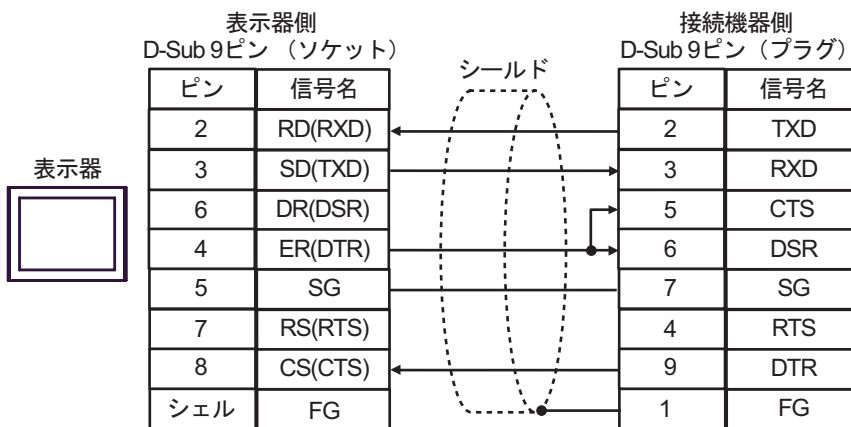 表示器側
D-Sub 9ピン （ソケット）
接続機器側
D-Sub 9ピン（プラグ）
シールド
表示器
ピン 信号名 ピン 信号名
2 RD(RXD) 2 TXD
3 SD(TXD) 3 RXD
6 DR(DSR) 5 CTS
4 ER(DTR) 6 DSR
5 SG 7 SG
7 RS(RTS) 4 RTS
8 CS(CTS) 9 DTR
シェル FG 1 FG